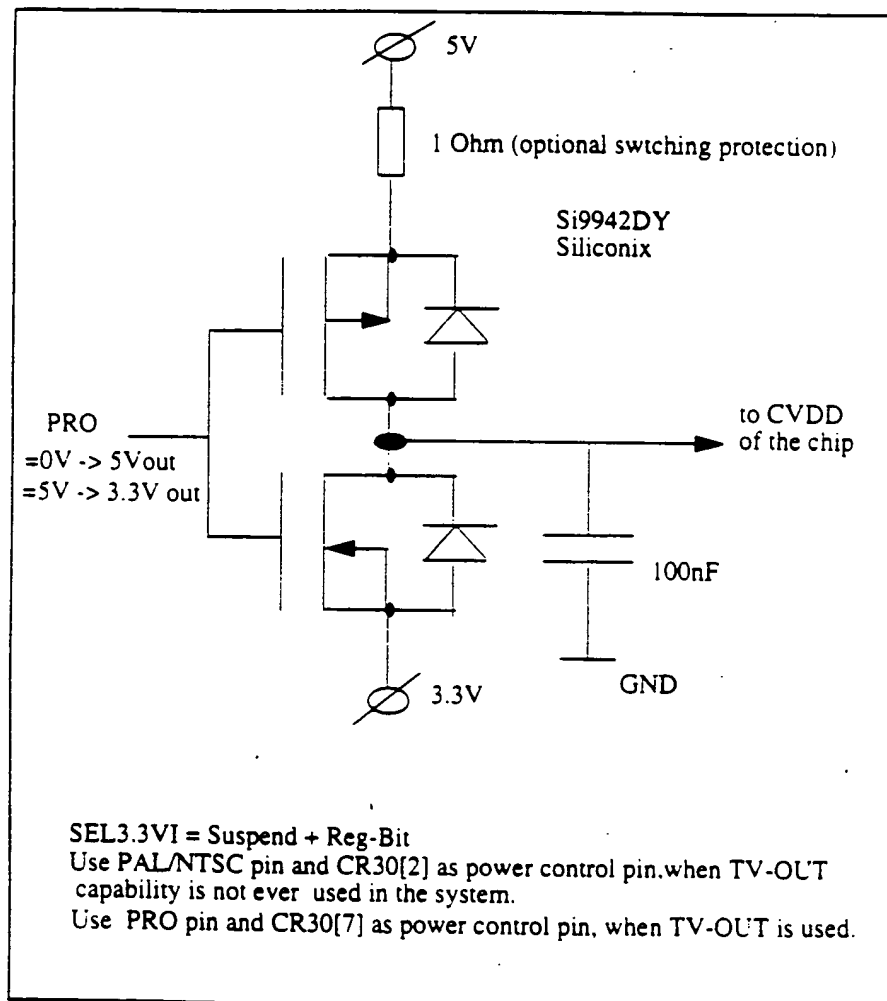 5V
1 Ohm (optional swtching protection)
Si9942DY
Siliconix
PRO
=0V -> 5Vout
=5V -> 3.3V out
to CVDD
of the chip
100nF
GND
3.3V
SEL3.3VI = Suspend + Reg-Bit
Use PAL/NTSC pin and CR30[2] as power control pin.when TV-OUT
capability is not ever used in the system.
Use PRO pin and CR30[7] as power control pin, when TV-OUT is used.